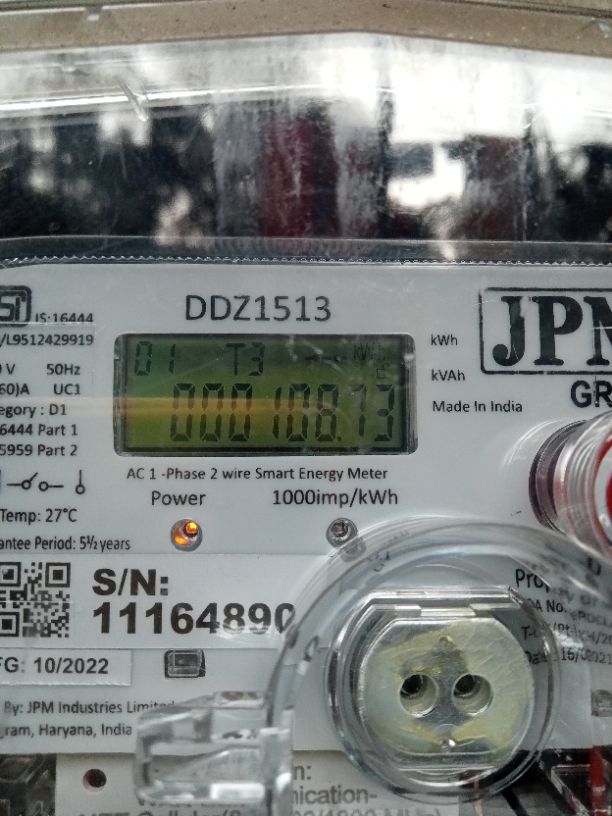 IS:16444
DDZ1513
/L9512429919
V 50Hz
60)A UC1
egory : D1
6444 Part 1
5959 Part 2
01 T3
000108.73
kWh
kVAh
Made In India
JPM
GR
AC 1 -Phase 2 wire Smart Energy Meter
Power 1000imp/kWh
Temp: 27°C
antee Period: 5½ years
S/N:
11164890
FG: 10/2022
By: JPM Industries Limited
ram, Haryana, India